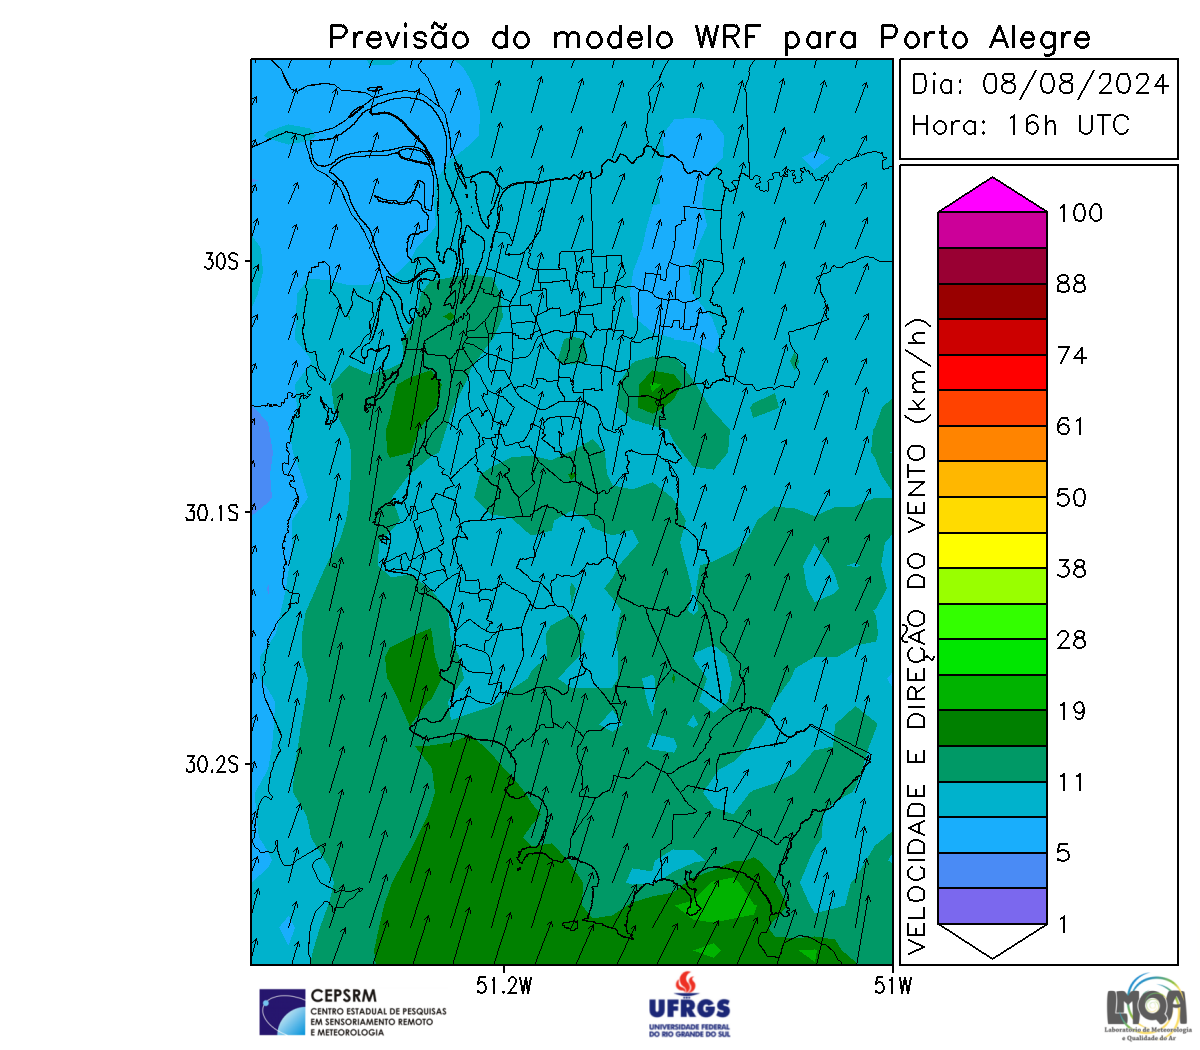 Previsão do modelo WRF para Porto Alegre
Dia: 08/08/2024
Hora: 16h UTC
30S
30.1S
30.2S
51.2W
51W
VELOCIDADE E DIREÇÃO DO VENTO (km/h)
100
88
74
61
50
38
28
19
11
5
1
CEPSRM
CENTRO ESTADUAL DE PESQUISAS
EM SENSORIAMENTO REMOTO
E METEOROLOGIA
UFRGS
UNIVERSIDADE FEDERAL
DO RIO GRANDE DO SUL
LMQA
Laboratório de Meteorologia
e Qualidade do Ar